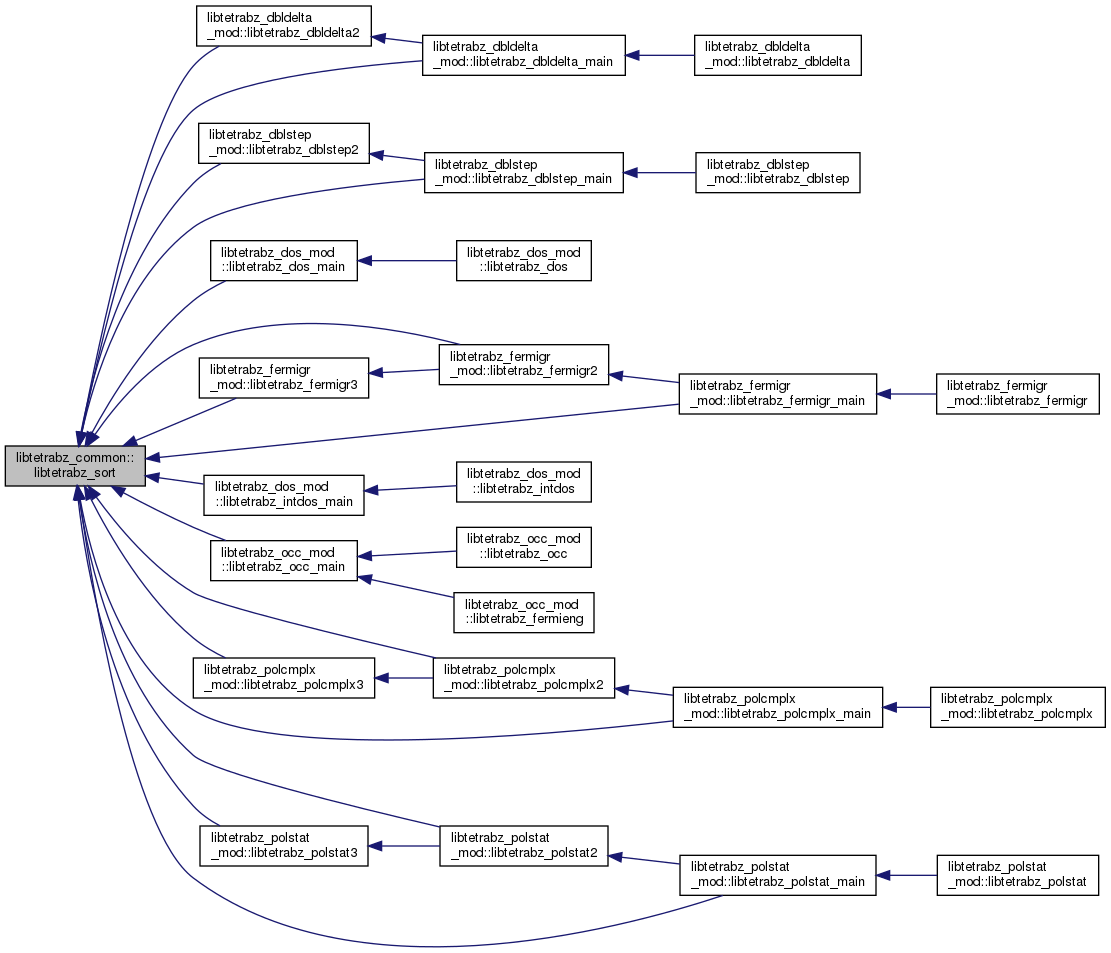 libtetrabz_dbldelta
_mod::libtetrabz_dbldelta2
libtetrabz_dbldelta
_mod::libtetrabz_dbldelta_main
libtetrabz_dbldelta
_mod::libtetrabz_dbldelta
libtetrabz_dblstep
_mod::libtetrabz_dblstep2
libtetrabz_dblstep
_mod::libtetrabz_dblstep_main
libtetrabz_dblstep
_mod::libtetrabz_dblstep
libtetrabz_dos_mod
::libtetrabz_dos_main
libtetrabz_dos_mod
::libtetrabz_dos
libtetrabz_fermigr
_mod::libtetrabz_fermigr3
libtetrabz_fermigr
_mod::libtetrabz_fermigr2
libtetrabz_fermigr
_mod::libtetrabz_fermigr_main
libtetrabz_fermigr
_mod::libtetrabz_fermigr
libtetrabz_common::
libtetrabz_sort
libtetrabz_dos_mod
::libtetrabz_intdos_main
libtetrabz_dos_mod
::libtetrabz_intdos
libtetrabz_occ_mod
::libtetrabz_occ_main
libtetrabz_occ_mod
::libtetrabz_occ
libtetrabz_occ_mod
::libtetrabz_fermieng
libtetrabz_polcmplx
_mod::libtetrabz_polcmplx3
libtetrabz_polcmplx
_mod::libtetrabz_polcmplx2
libtetrabz_polcmplx
_mod::libtetrabz_polcmplx_main
libtetrabz_polcmplx
_mod::libtetrabz_polcmplx
libtetrabz_polstat
_mod::libtetrabz_polstat3
libtetrabz_polstat
_mod::libtetrabz_polstat2
libtetrabz_polstat
_mod::libtetrabz_polstat_main
libtetrabz_polstat
_mod::libtetrabz_polstat